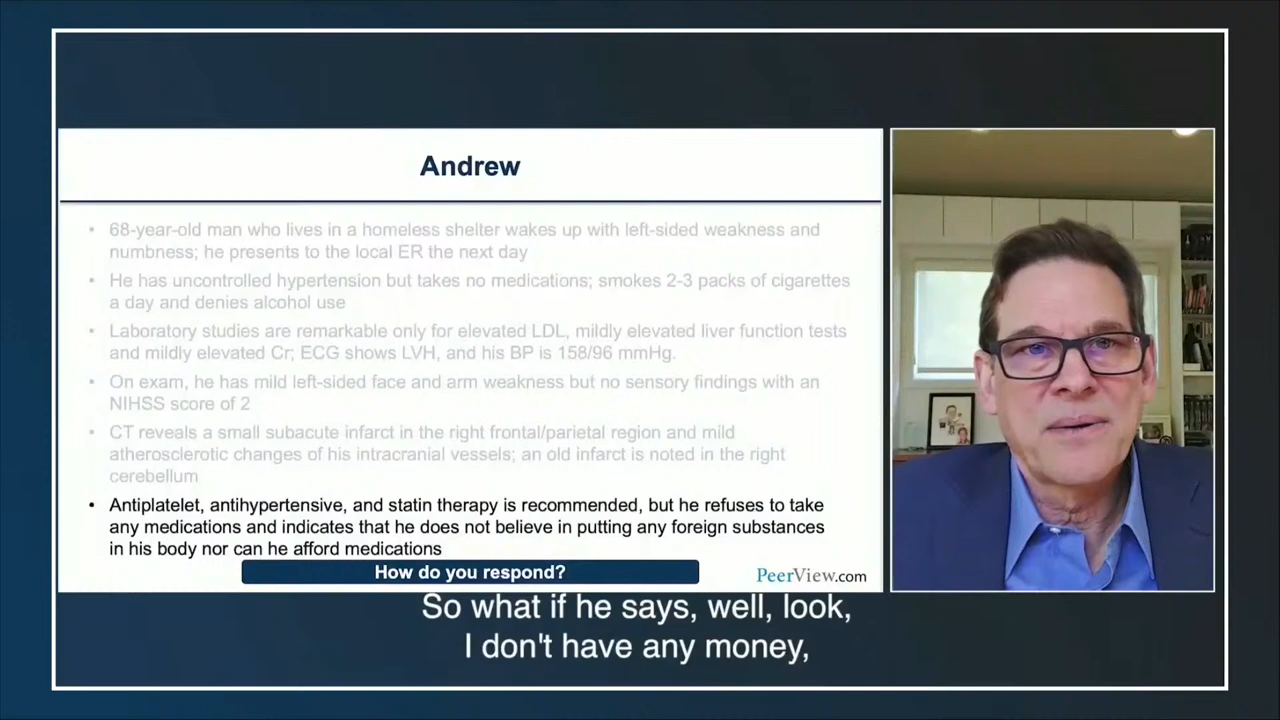 Andrew
• 68-year-old man who lives in a homeless shelter wakes up with left-sided weakness and
numbness; he presents to the local ER the next day
• He has uncontrolled hypertension but takes no medications; smokes 2-3 packs of cigarettes
a day and denies alcohol use
• Laboratory studies are remarkable only for elevated LDL, mildly elevated liver function tests
and mildly elevated Cr; ECG shows LVH, and his BP is 158/96 mmHg.
• On exam, he has mild left-sided face and arm weakness but no sensory findings with an
NIHSS score of 2
• CT reveals a small subacute infarct in the right frontal/parietal region and mild
atherosclerotic changes of his intracranial vessels; an old infarct is noted in the right
cerebellum
• Antiplatelet, antihypertensive, and statin therapy is recommended, but he refuses to take
any medications and indicates that he does not believe in putting any foreign substances
in his body nor can he afford medications
How do you respond?
PeerView.com
So what if he says, well, look,
I don't have any money,